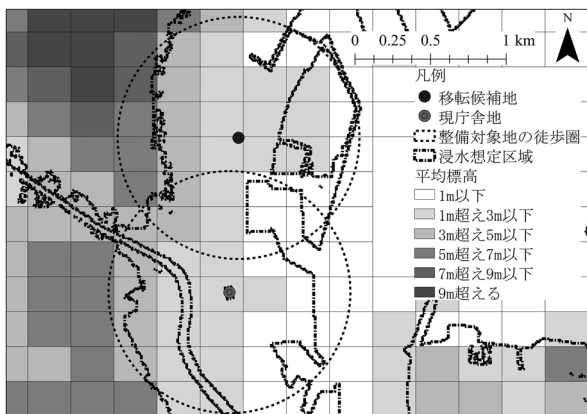 N
0 0.25 0.5 1 km
凡例
移転候補地
現庁舎地
整備対象地の徒歩圏
浸水想定区域
平均標高
1m以下
1m超え3m以下
3m超え5m以下
5m超え7m以下
7m超え9m以下
9m超える